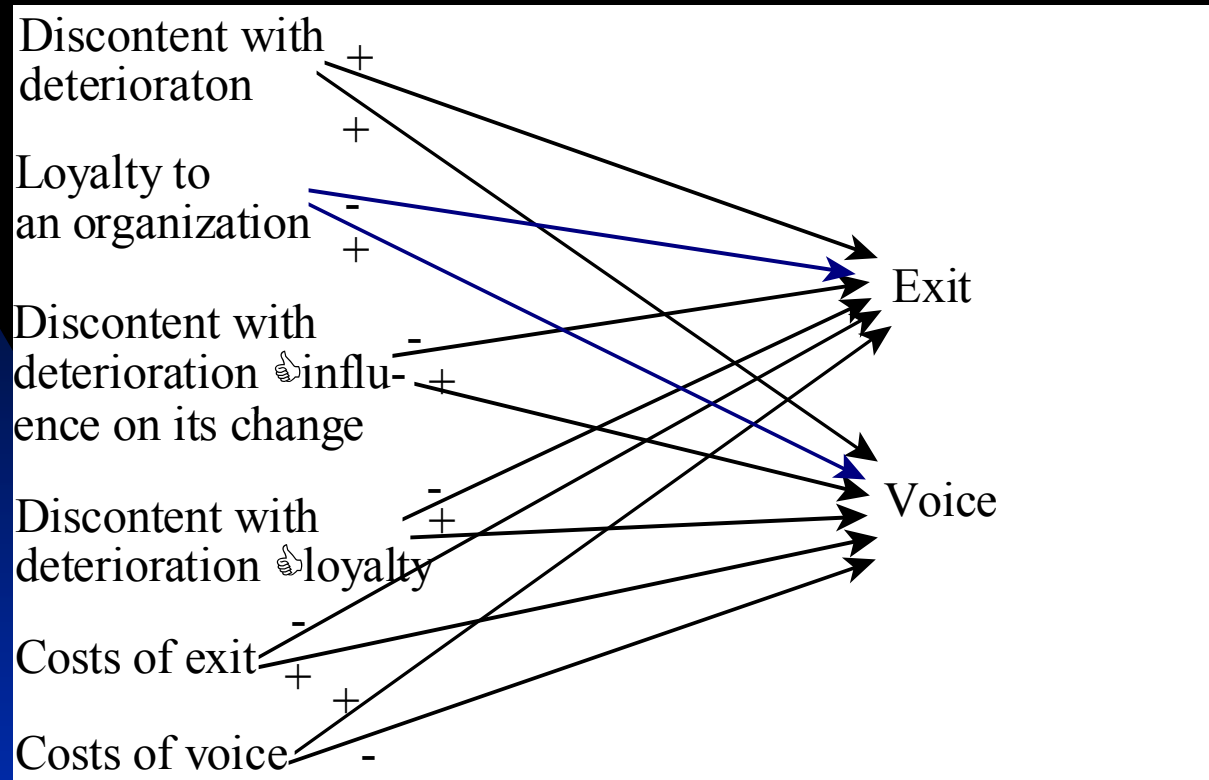 Discontent with
deterioraton
+
+
Loyalty to
an organization
-
+
Exit
Discontent with
deterioration 👍influ-
ence on its change
-
+
Voice
Discontent with
deterioration 👍loyalty
-
+
Costs of exit
-
+
Costs of voice
+
-